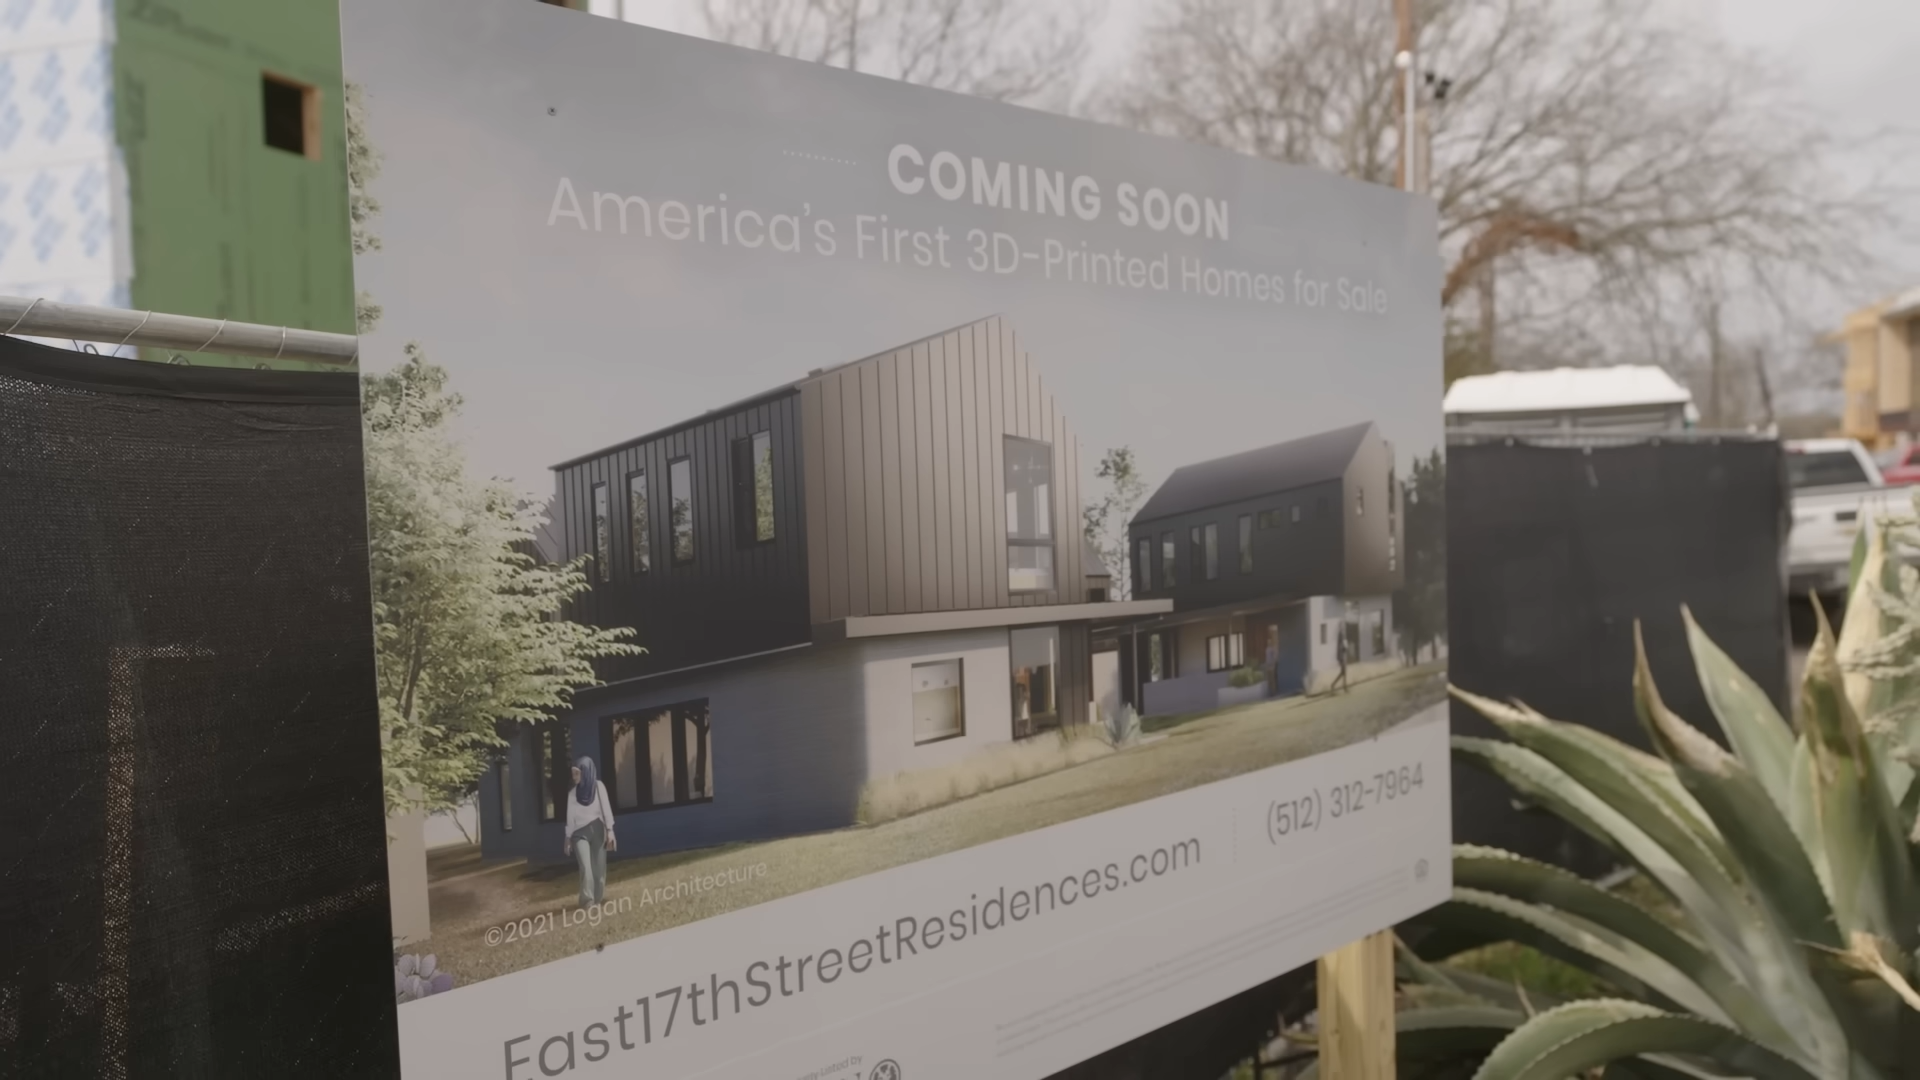 COMING SOON
America's First 3D-Printed Homes for Sale
©2021 Logan Architecture
East17thStreetResidences.com
(512) 312-7964